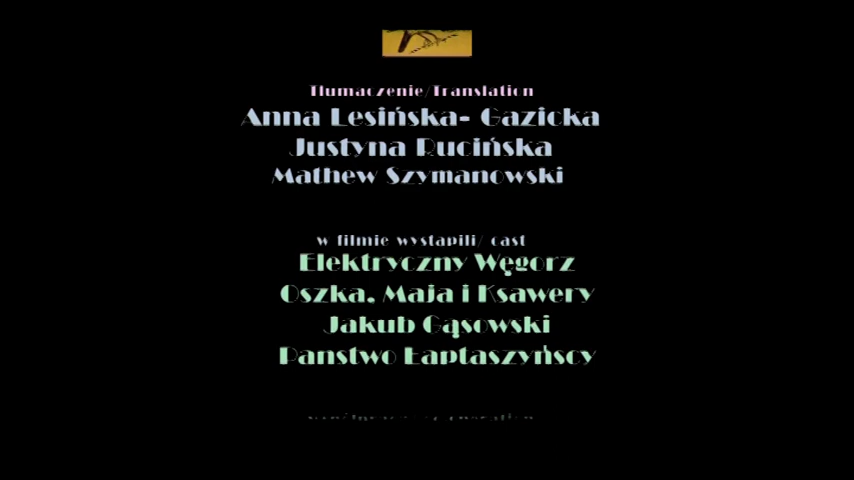 Tłumaczenie/Translation
Anna Lesińska- Gazicka
Justyna Rucińska
Mathew Szymanowski
w filmie wystąpili/ cast
Elektryczny Węgorz
Oszka, Maja i Ksawery
Jakub Gąsowski
Panstwo Łaptaszyńscy